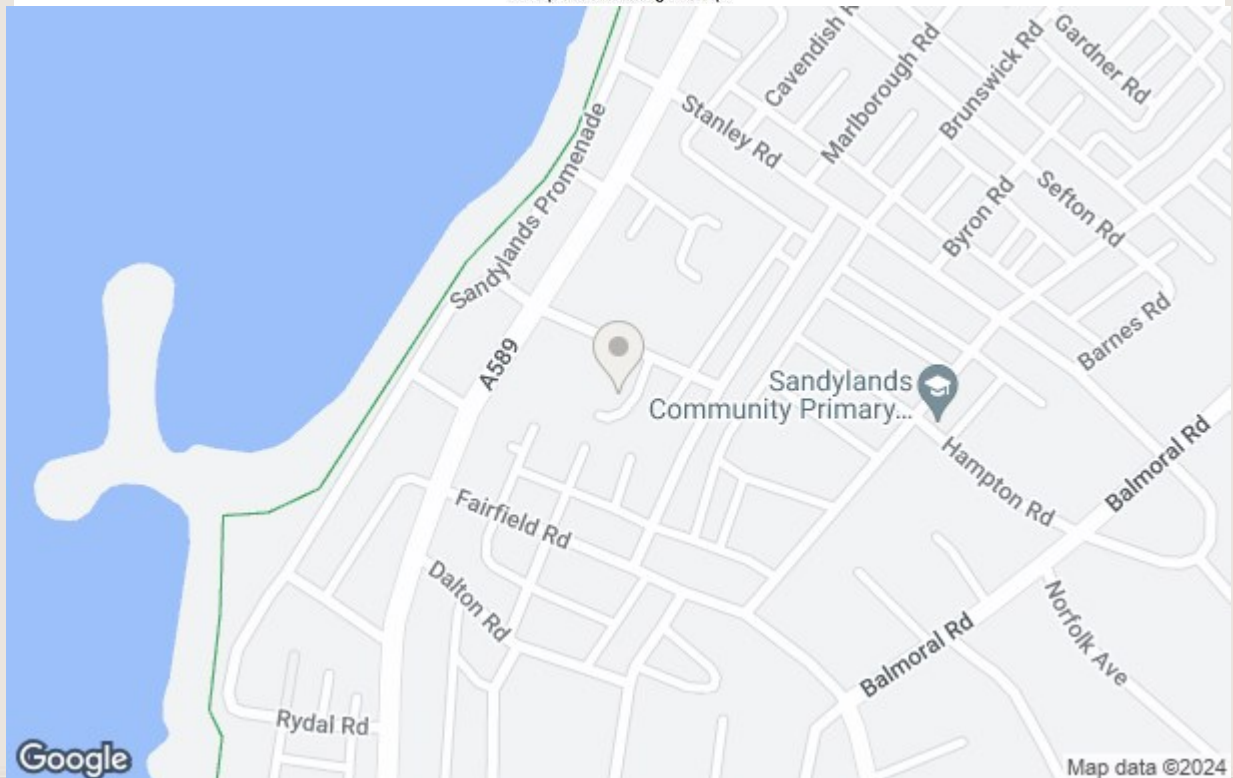 Cavendish R
Gardner Rd
Marlborough Rd
Brunswick Rd
Stanley Rd
Sandylands Promenade
Sefton Rd
Byron Rd
Barnes Rd
A589
Sandylands
Community Primary...
Hampton Rd
Balmoral Rd
Fairfield Rd
Dalton Rd
Norfolk Ave
Balmoral Rd
Rydal Rd
Google
Map data ©2024